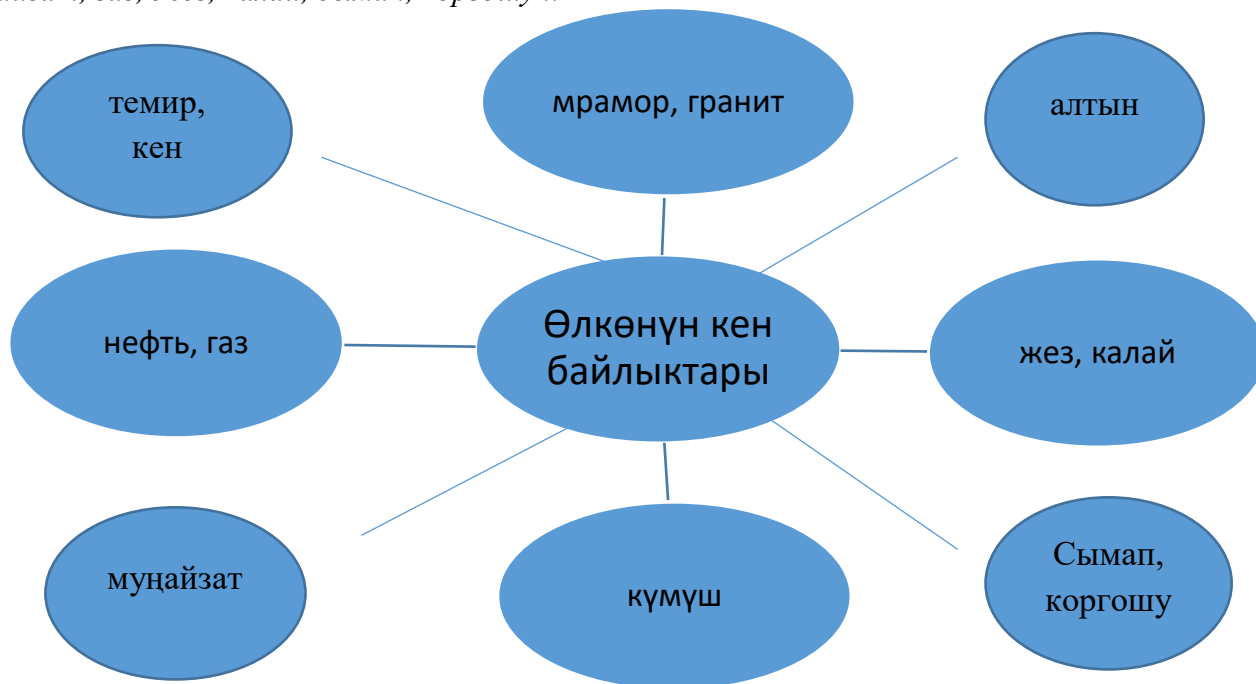 мрамор, гранит
темир,
кен
алтын
нефть, газ
Өлкөнүн кен
байлыктары
жез, калай
муңайзат
күмүш
Сымап,
коргошу